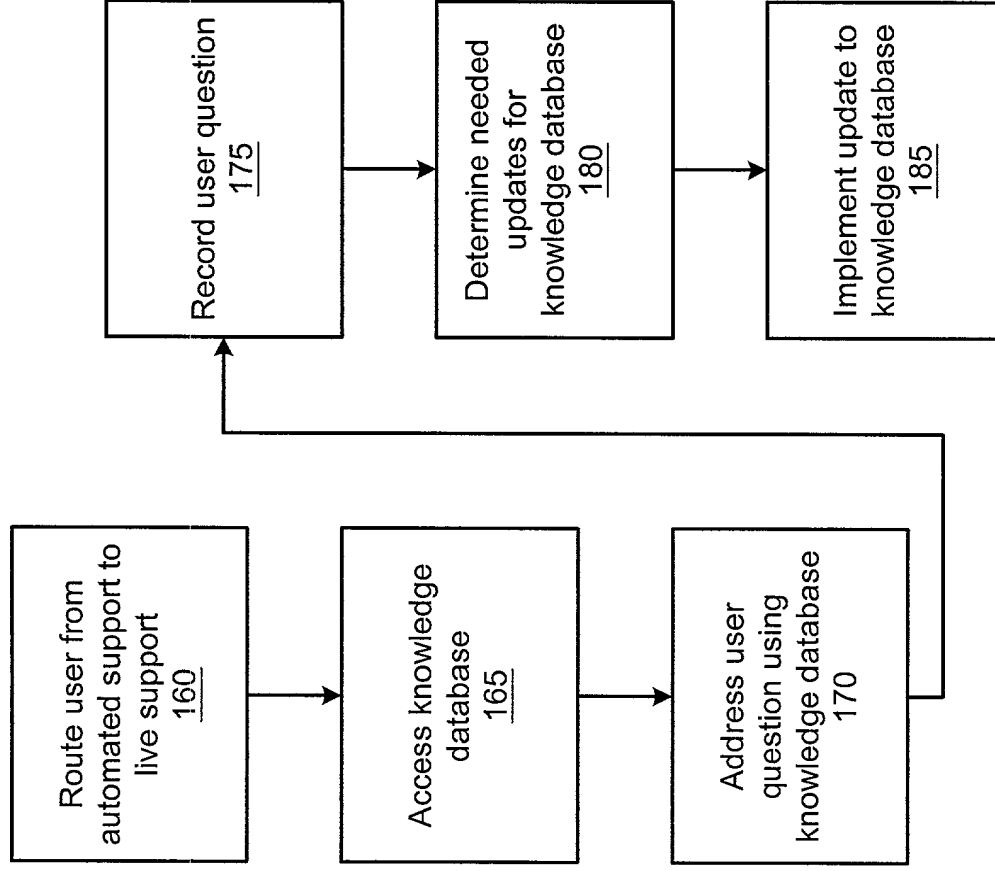 Route user from
automated support to
live support
160
Access knowledge
database
165
Address user
question using
knowledge database
170
Record user question
175
Determine needed
updates for
knowledge database
180
Implement update to
knowledge database
185